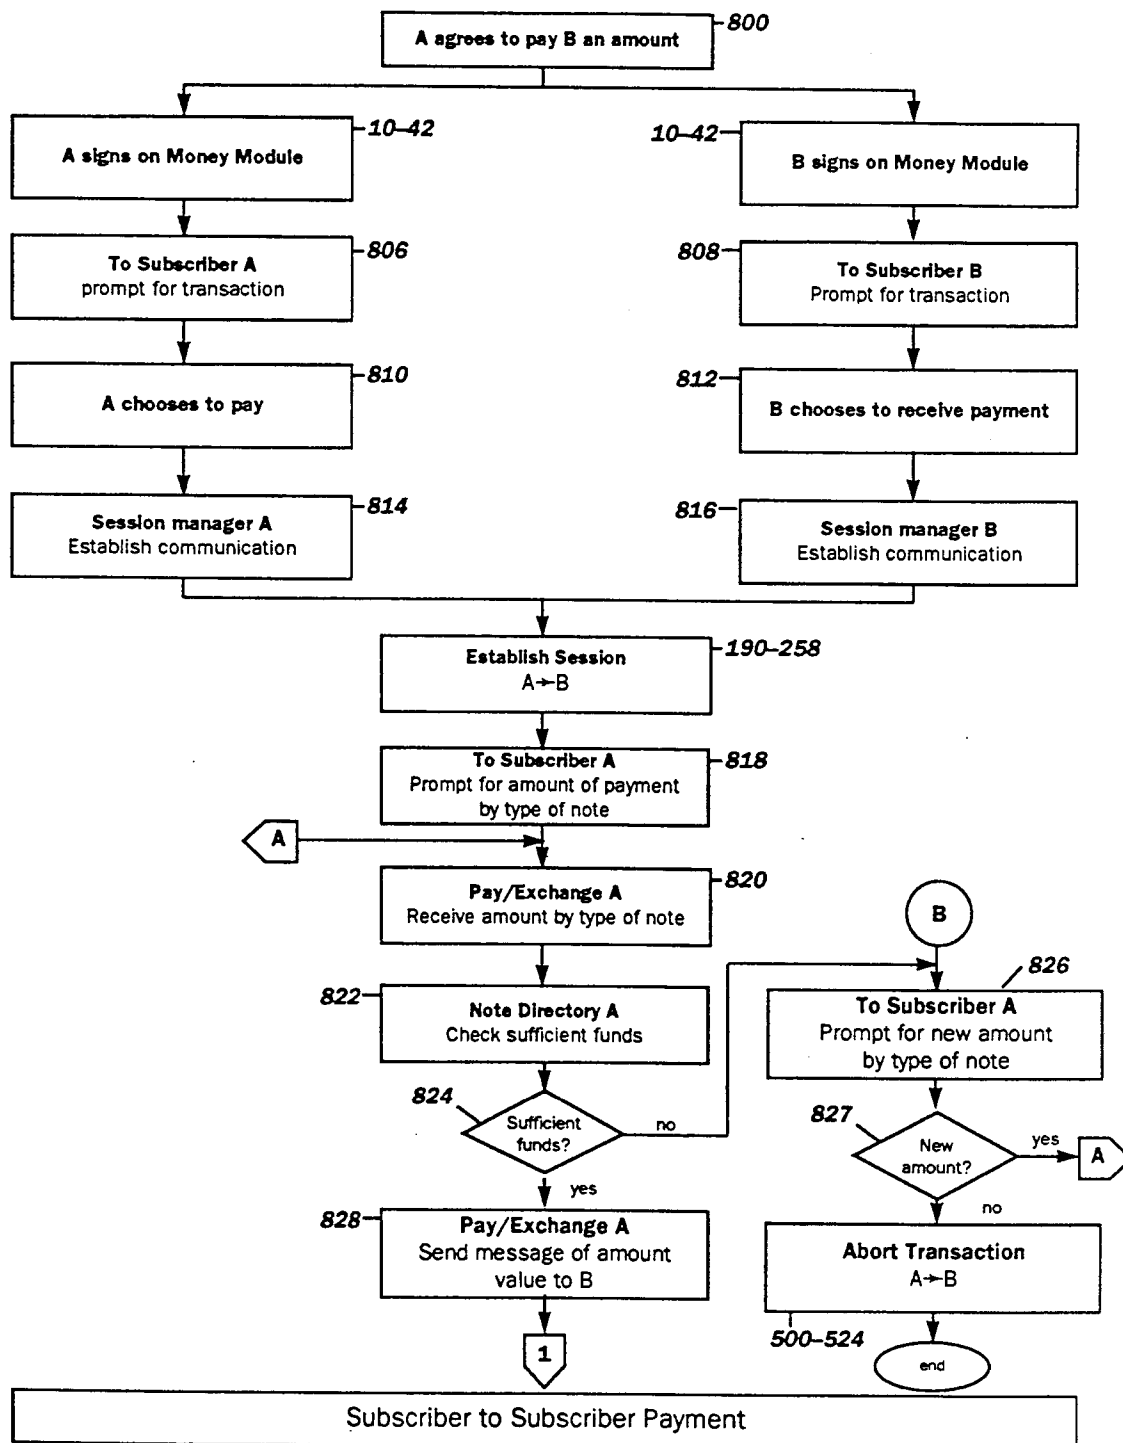 A agrees to pay B an amount
800
A signs on Money Module
10–42
10–42
B signs on Money Module
To Subscriber A
prompt for transaction
806
808
To Subscriber B
Prompt for transaction
A chooses to pay
810
812
B chooses to receive payment
Session manager A
Establish communication
814
816
Session manager B
Establish communication
Establish Session
A→B
190–258
To Subscriber A
Prompt for amount of payment
by type of note
818
A
Pay/Exchange A
Receive amount by type of note
820
B
822
Note Directory A
Check sufficient funds
826
To Subscriber A
Prompt for new amount
by type of note
824
Sufficient
funds?
no
yes
827
New
amount?
yes
A
no
828
Pay/Exchange A
Send message of amount
value to B
Abort Transaction
A→B
500–524
1
end
Subscriber to Subscriber Payment